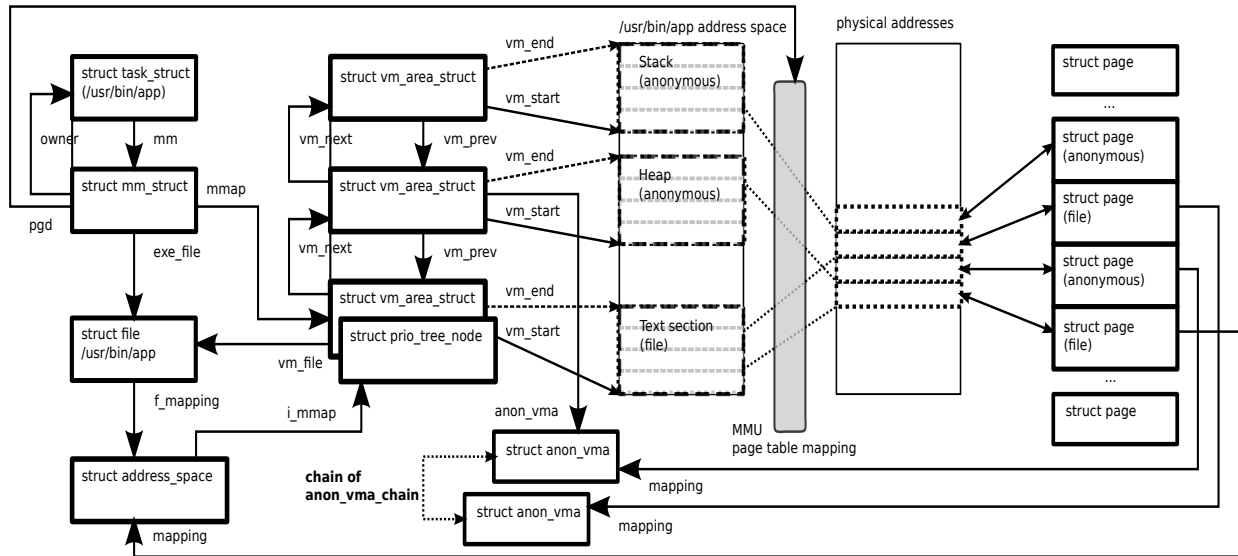 /usr/bin/app address space
physical addresses
vm_end
struct task_struct
(/usr/bin/app)
struct vm_area_struct
Stack
(anonymous)
struct page
...
vm_start
owner
mm
vm_next
vm_prev
struct page
(anonymous)
vm_end
struct mm_struct
mmap
struct vm_area_struct
Heap
(anonymous)
struct page
(file)
vm_start
pgd
exe_file
vm_next
vm_prev
struct page
(anonymous)
struct vm_area_struct
vm_end
struct file
/usr/bin/app
struct prio_tree_node
vm_start
Text section
(file)
struct page
(file)
vm_file
...
f_mapping
i_mmap
anon_vma
struct page
MMU
page table mapping
struct address_space
chain of
anon_vma_chain
struct anon_vma
mapping
struct anon_vma
mapping
mapping